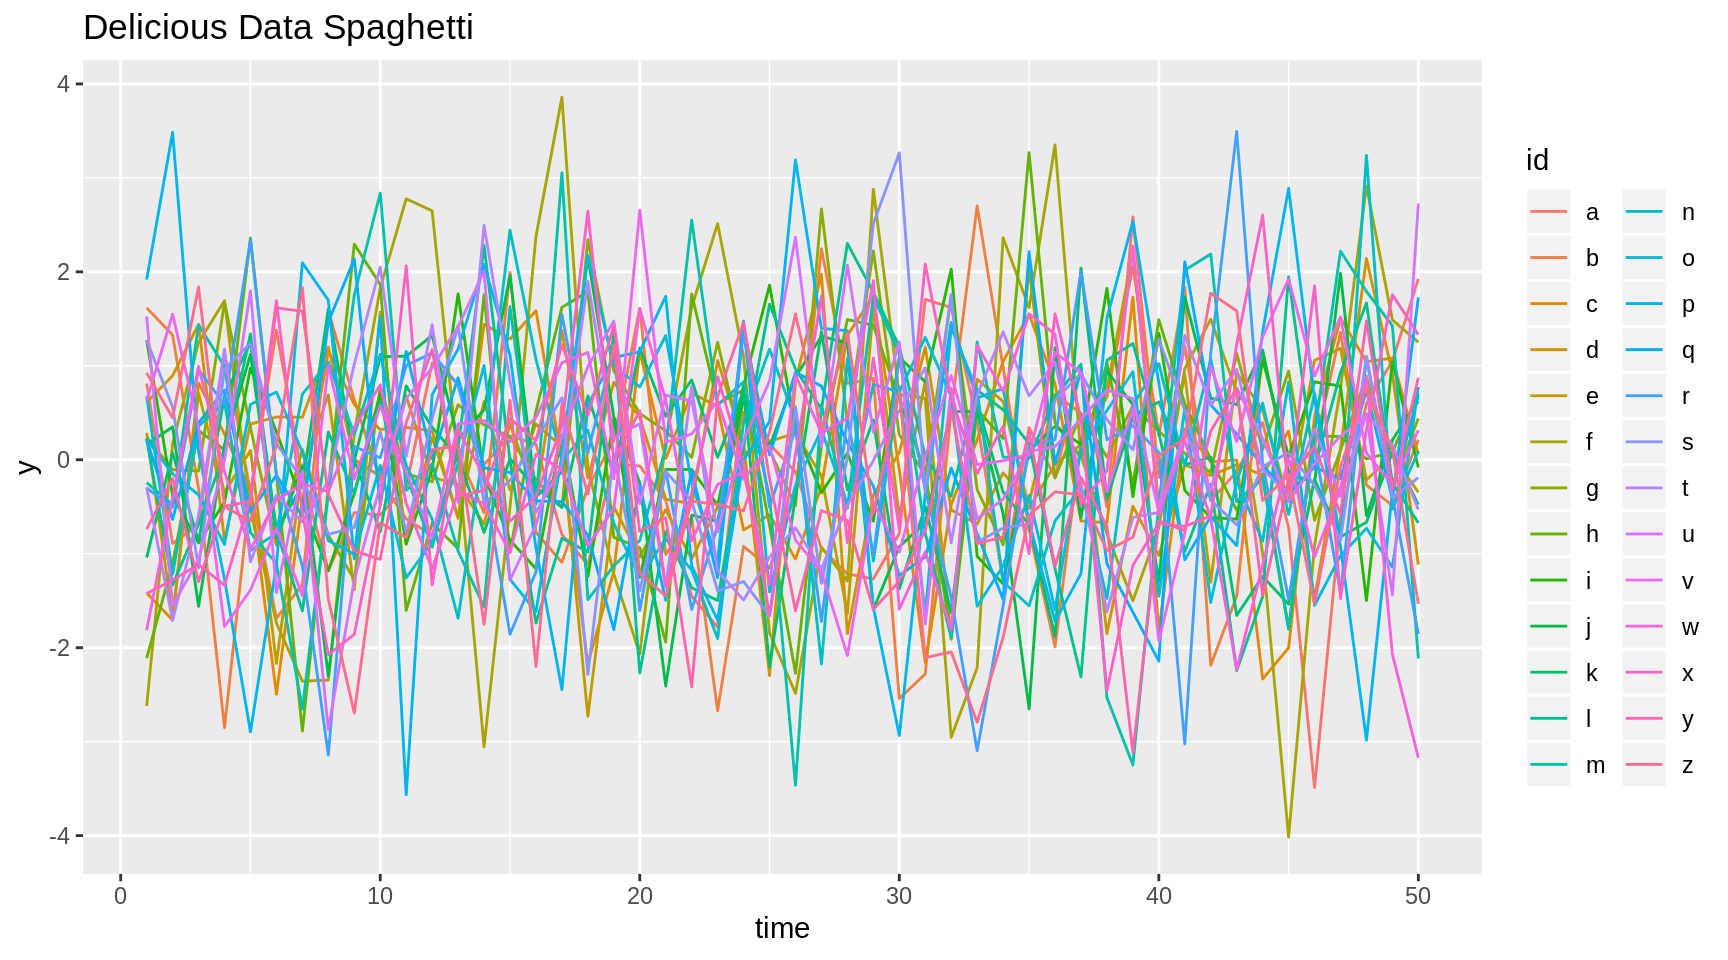 Delicious Data Spaghetti
4
2
0
-2
-4
y
0 10 20 30 40 50
time
id
a n
b o
c p
d q
e r
f s
g t
h u
i v
j w
k x
l y
m z